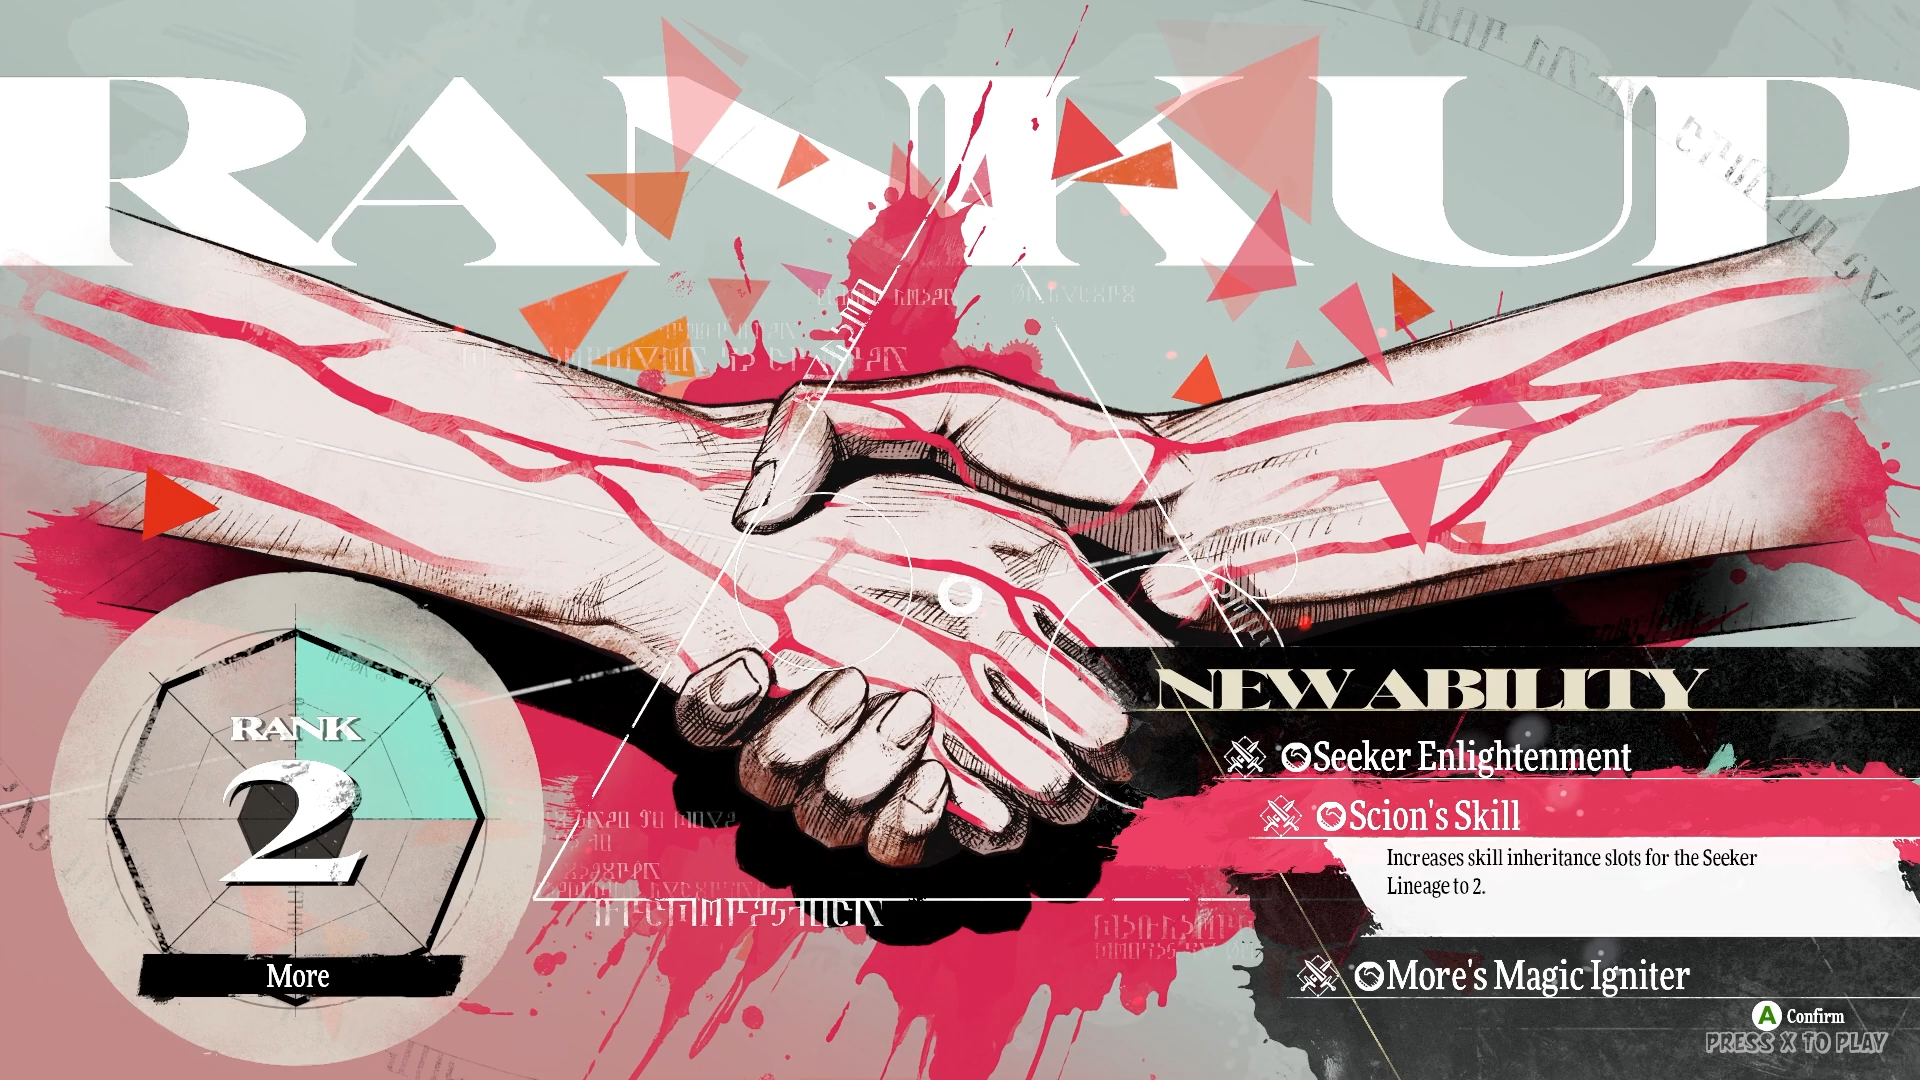 RANK UP
RANK
2
More
NEW ABILITY
Seeker Enlightenment
Scion's Skill
Increases skill inheritance slots for the Seeker
Lineage to 2.
More's Magic Igniter
A Confirm
PRESS X TO PLAY